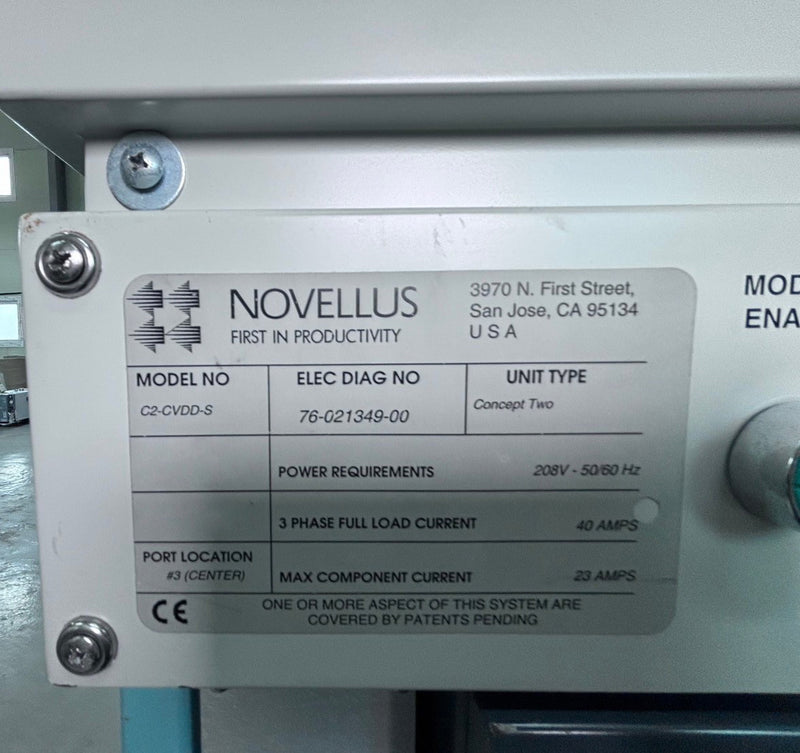 NOVELLUS
FIRST IN PRODUCTIVITY
3970 N. First Street,
San Jose, CA 95134
U S A
MODEL NO
C2-CVDD-S
ELEC DIAG NO
76-021349-00
UNIT TYPE
Concept Two
POWER REQUIREMENTS 208V - 50/60 Hz
3 PHASE FULL LOAD CURRENT 40 AMPS
PORT LOCATION
#3 (CENTER)
MAX COMPONENT CURRENT 23 AMPS
CE
ONE OR MORE ASPECT OF THIS SYSTEM ARE
COVERED BY PATENTS PENDING
MOD
ENA